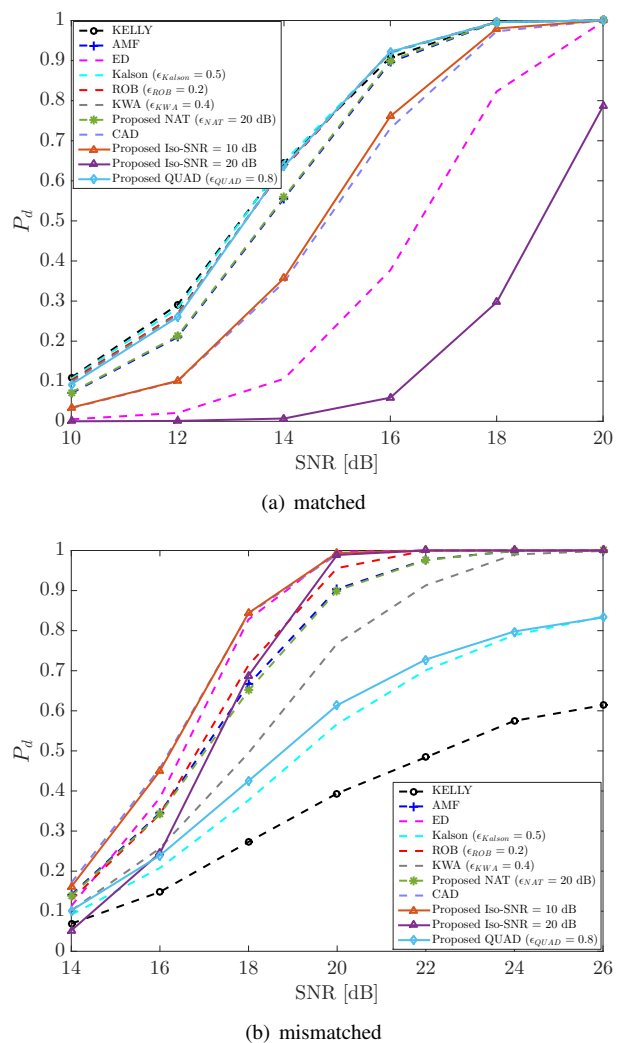 1
0.9
0.8
0.7
0.6
0.5
0.4
0.3
0.2
0.1
0
P_d
KELLY
AMF
ED
Kalson (ϵ_Kalson = 0.5)
ROB (ϵ_ROB = 0.2)
KWA (ϵ_KWA = 0.4)
Proposed NAT (ϵ_NAT = 20 dB)
CAD
Proposed Iso-SNR = 10 dB
Proposed Iso-SNR = 20 dB
Proposed QUAD (ϵ_QUAD = 0.8)
10 12 14 16 18 20
SNR [dB]
(a) matched
1
0.9
0.8
0.7
0.6
0.5
0.4
0.3
0.2
0.1
0
P_d
KELLY
AMF
ED
Kalson (ϵ_Kalson = 0.5)
ROB (ϵ_ROB = 0.2)
KWA (ϵ_KWA = 0.4)
Proposed NAT (ϵ_NAT = 20 dB)
CAD
Proposed Iso-SNR = 10 dB
Proposed Iso-SNR = 20 dB
Proposed QUAD (ϵ_QUAD = 0.8)
14 16 18 20 22 24 26
SNR [dB]
(b) mismatched